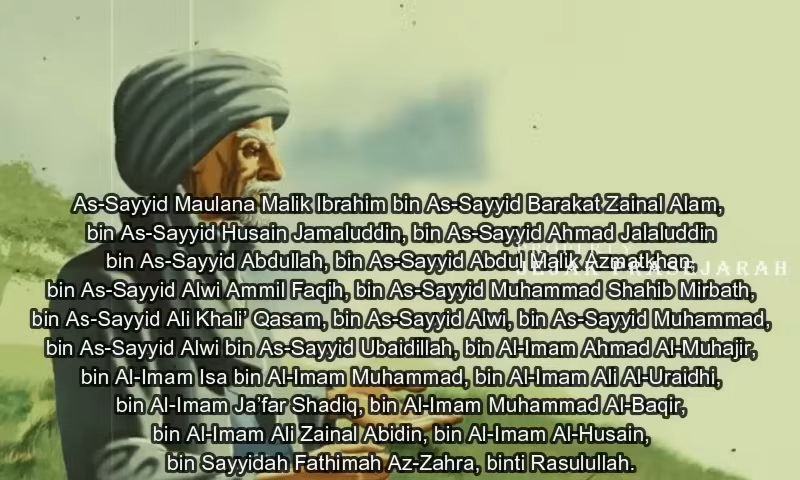 As-Sayyid Maulana Malik Ibrahim bin As-Sayyid Barakat Zainal Alam,
bin As-Sayyid Husain Jamaluddin, bin As-Sayyid Ahmad Jalaluddin
bin As-Sayyid Abdullah, bin As-Sayyid Abdul Malik Azmatkhan,
PROPERTY
JEJAK PRASEJARAH
bin As-Sayyid Alwi Ammil Faqih, bin As-Sayyid Muhammad Shahib Mirbath,
bin As-Sayyid Ali Khali’ Qasam, bin As-Sayyid Alwi, bin As-Sayyid Muhammad,
bin As-Sayyid Alwi bin As-Sayyid Ubaidillah, bin Al-Imam Ahmad Al-Muhajir,
bin Al-Imam Isa bin Al-Imam Muhammad, bin Al-Imam Ali Al-Uraidhi,
bin Al-Imam Ja’far Shadiq, bin Al-Imam Muhammad Al-Baqir,
bin Al-Imam Ali Zainal Abidin, bin Al-Imam Al-Husain,
bin Sayyidah Fathimah Az-Zahra, binti Rasulullah.